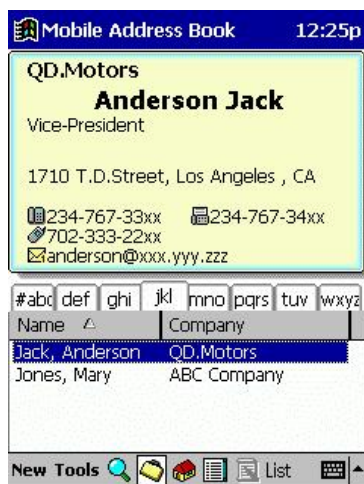 Mobile Address Book 12:25p
QD.Motors
Anderson Jack
Vice-President
1710 T.D.Street, Los Angeles , CA
234-767-33xx 234-767-34xx
702-333-22xx
anderson@xxx.yyy.zzz
#abc def ghi jkl mno pqrs tuv wxyz
Name Company
Jack, Anderson QD.Motors
Jones, Mary ABC Company
New Tools List